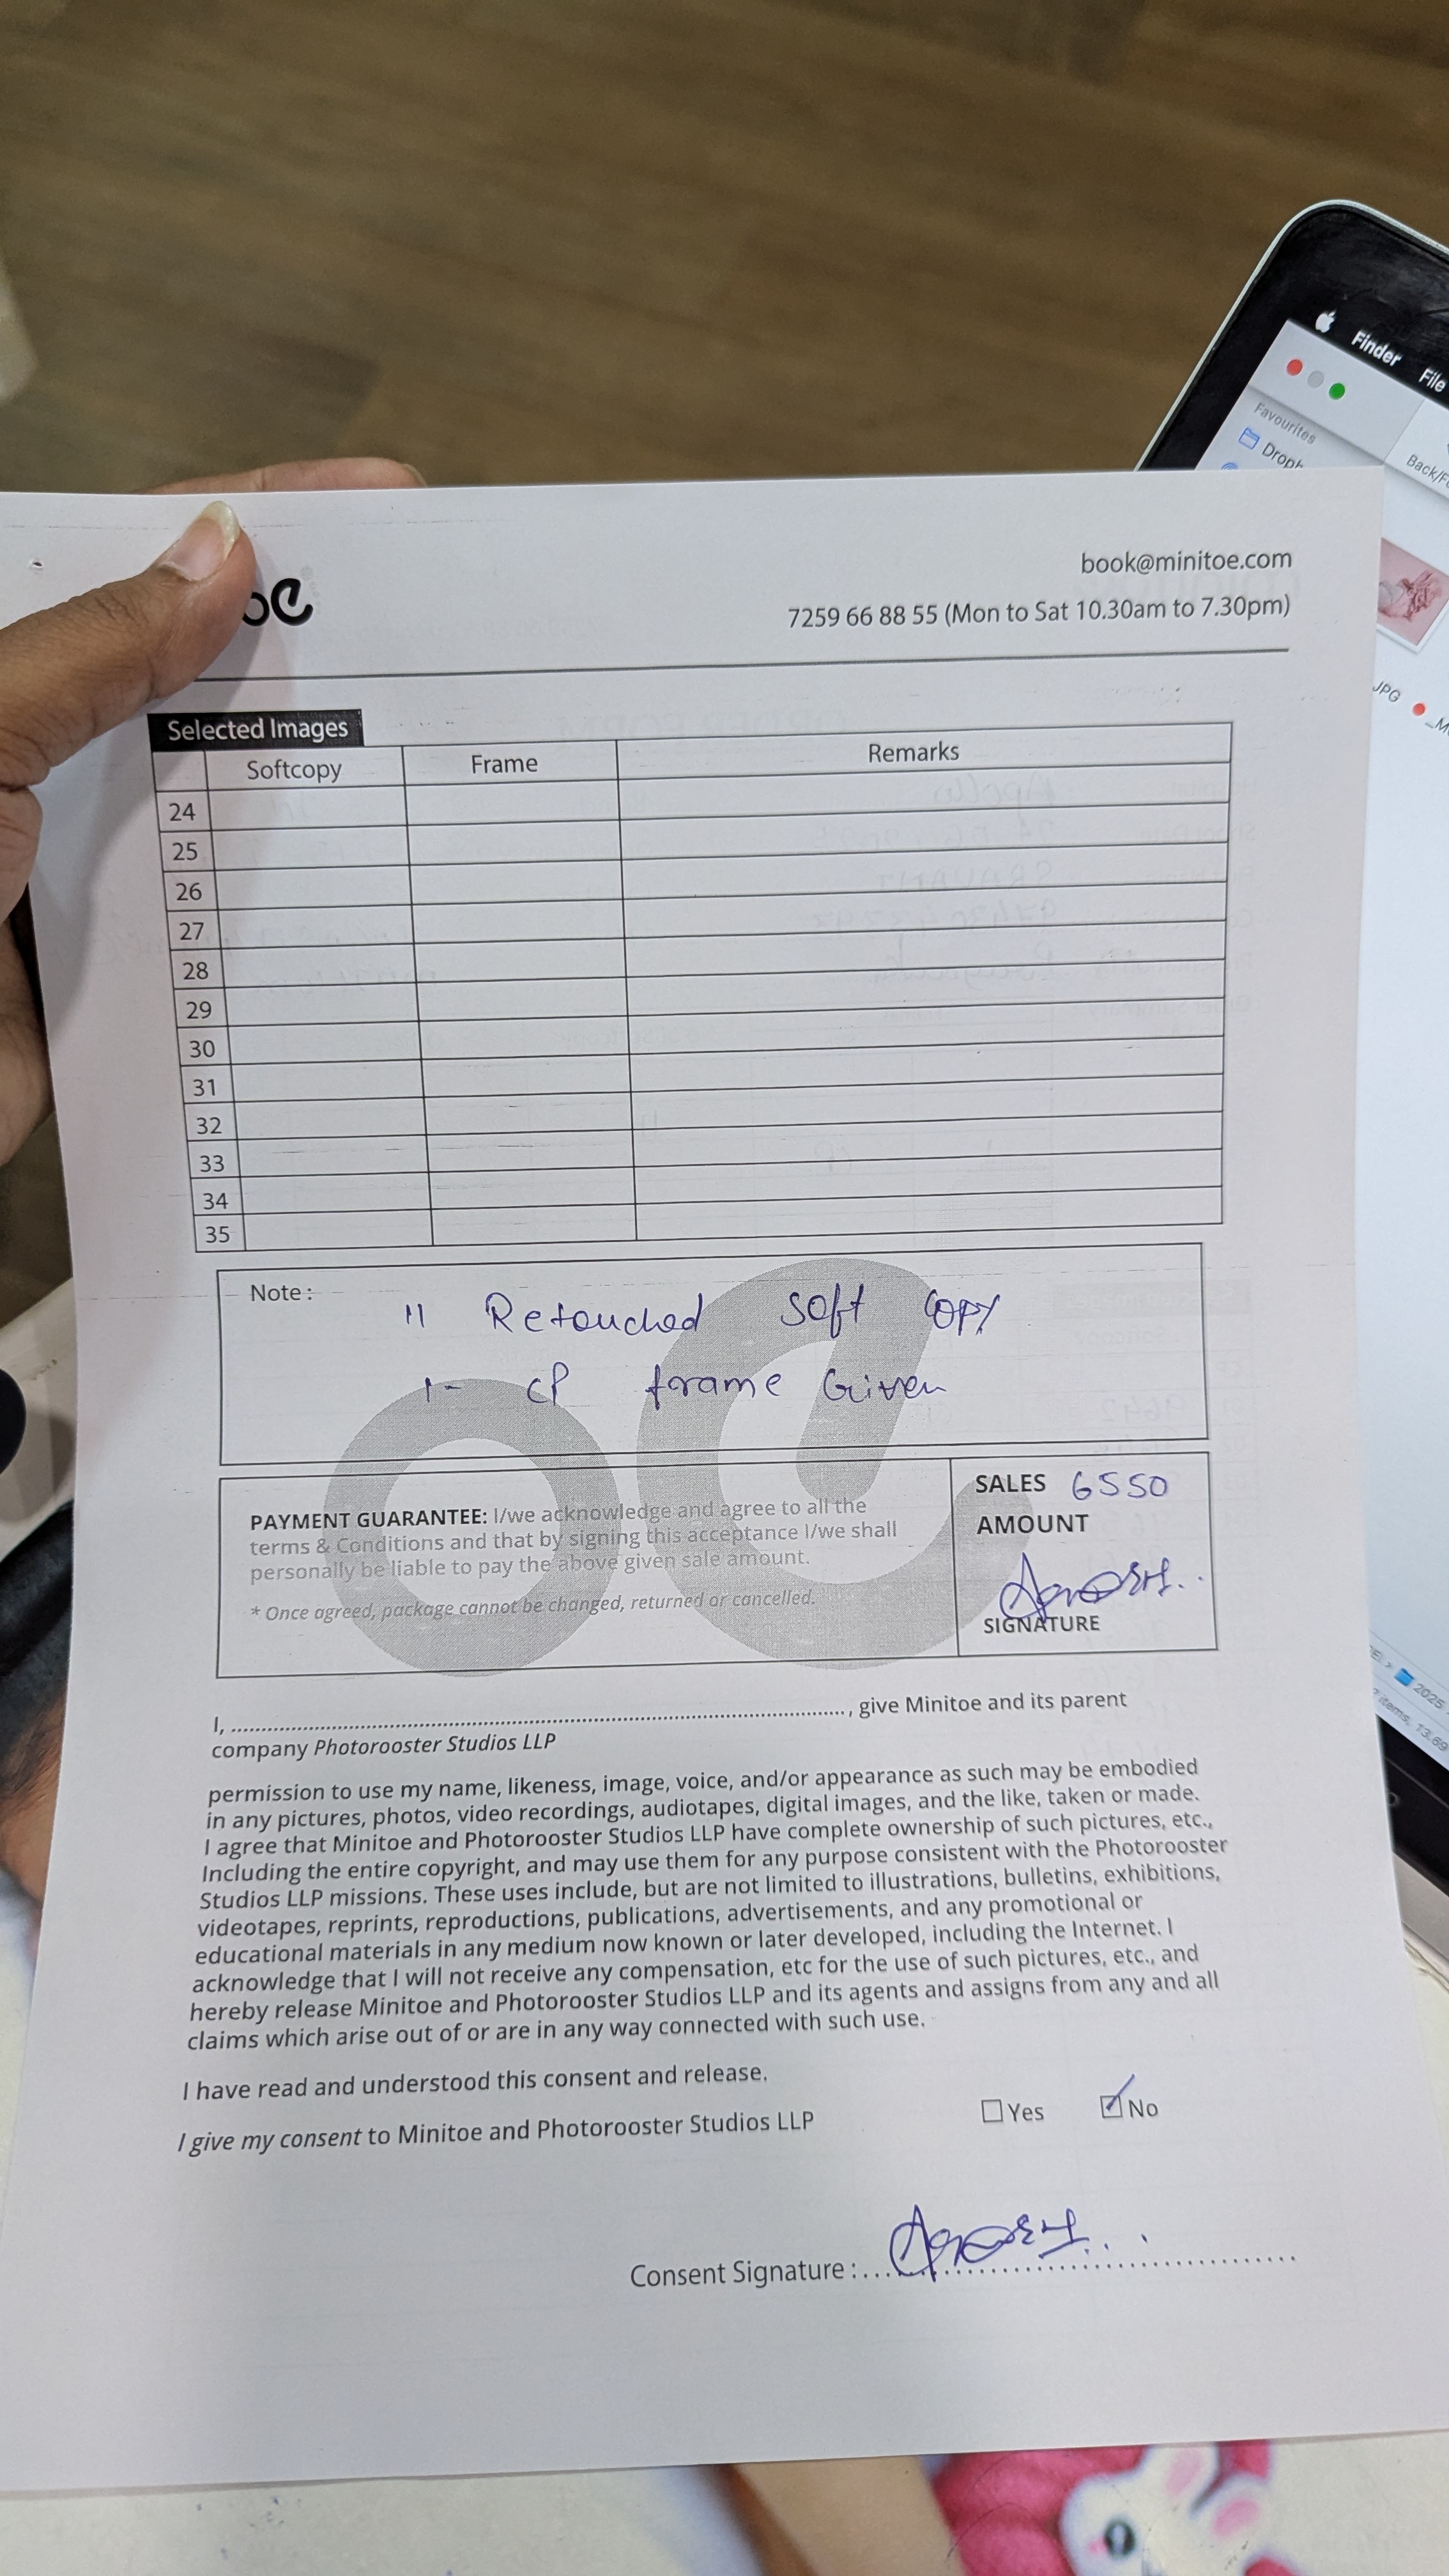 oe
book@minitoe.com
7259 66 88 55 (Mon to Sat 10.30am to 7.30pm)
Selected Images
Softcopy Frame Remarks
24
25
26
27
28
29
30
31
32
33
34
35
Note :
11 Retouched soft copy
1- CP frame Given
PAYMENT GUARANTEE: I/we acknowledge and agree to all the
terms & Conditions and that by signing this acceptance I/we shall
personally be liable to pay the above given sale amount.
* Once agreed, package cannot be changed, returned or cancelled.
SALES 6550
AMOUNT
SIGNATURE
I, ......................................................................................................, give Minitoe and its parent
company Photorooster Studios LLP
permission to use my name, likeness, image, voice, and/or appearance as such may be embodied
in any pictures, photos, video recordings, audiotapes, digital images, and the like, taken or made.
I agree that Minitoe and Photorooster Studios LLP have complete ownership of such pictures, etc.,
Including the entire copyright, and may use them for any purpose consistent with the Photorooster
Studios LLP missions. These uses include, but are not limited to illustrations, bulletins, exhibitions,
videotapes, reprints, reproductions, publications, advertisements, and any promotional or
educational materials in any medium now known or later developed, including the Internet. I
acknowledge that I will not receive any compensation, etc for the use of such pictures, etc., and
hereby release Minitoe and Photorooster Studios LLP and its agents and assigns from any and all
claims which arise out of or are in any way connected with such use.
I have read and understood this consent and release.
I give my consent to Minitoe and Photorooster Studios LLP Yes No
Consent Signature :
Finder File
Favourites
Back/F
JPG
2025